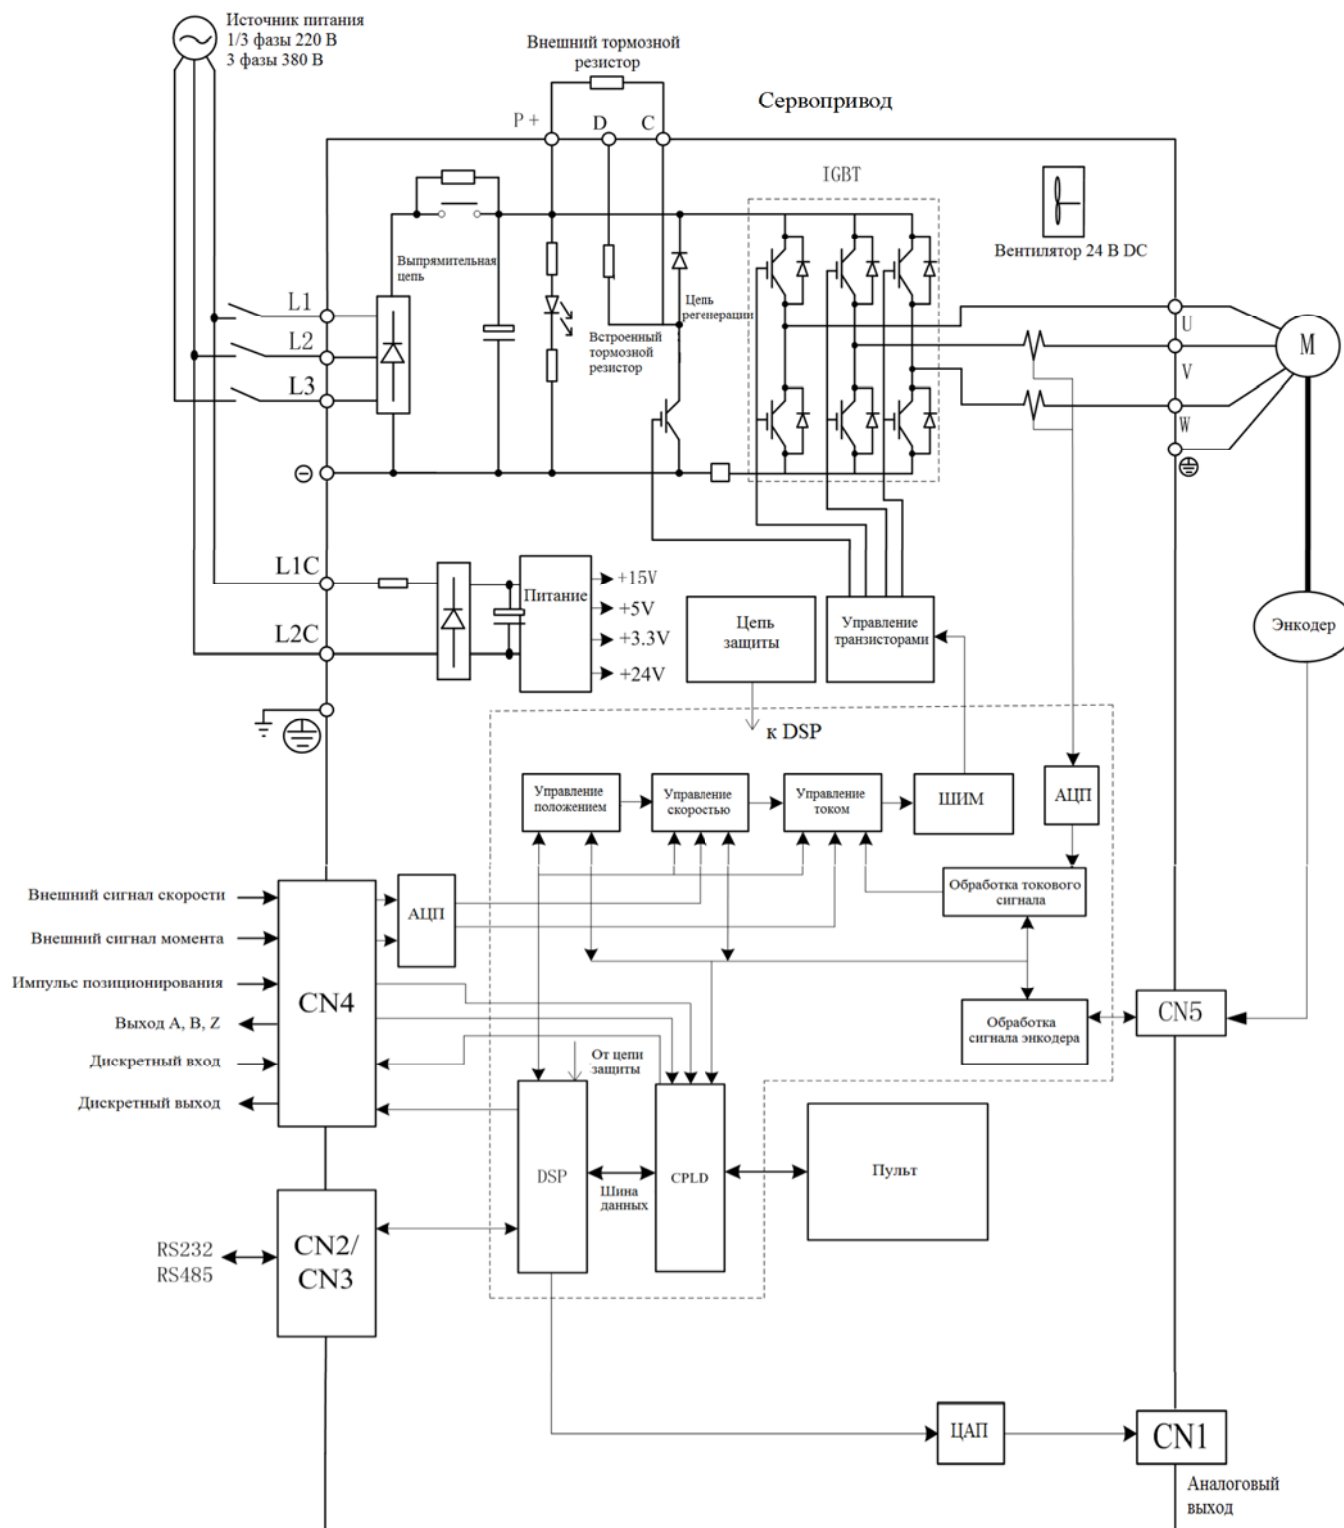 Источник питания
1/3 фазы 220 В
3 фазы 380 В
Внешний тормозной
резистор
Сервопривод
P +
D
C
IGBT
Вентилятор 24 В DC
Выпрямительная
цепь
Цепь
регенерации
Встроенный
тормозной
резистор
L1
L2
L3
U
V
W
M
L1C
L2C
Питание
+15V
+5V
+3.3V
+24V
Цепь
защиты
Управление
транзисторами
Энкодер
к DSP
Управление
положением
Управление
скоростью
Управление
током
ШИМ
АЦП
Обработка токового
сигнала
Внешний сигнал скорости
Внешний сигнал момента
Импульс позиционирования
Выход A, B, Z
Дискретный вход
Дискретный выход
CN4
АЦП
Обработка
сигнала энкодера
CN5
От цепи
защиты
DSP
Шина
данных
CPLD
Пульт
RS232
RS485
CN2/
CN3
ЦАП
CN1
Аналоговый
выход